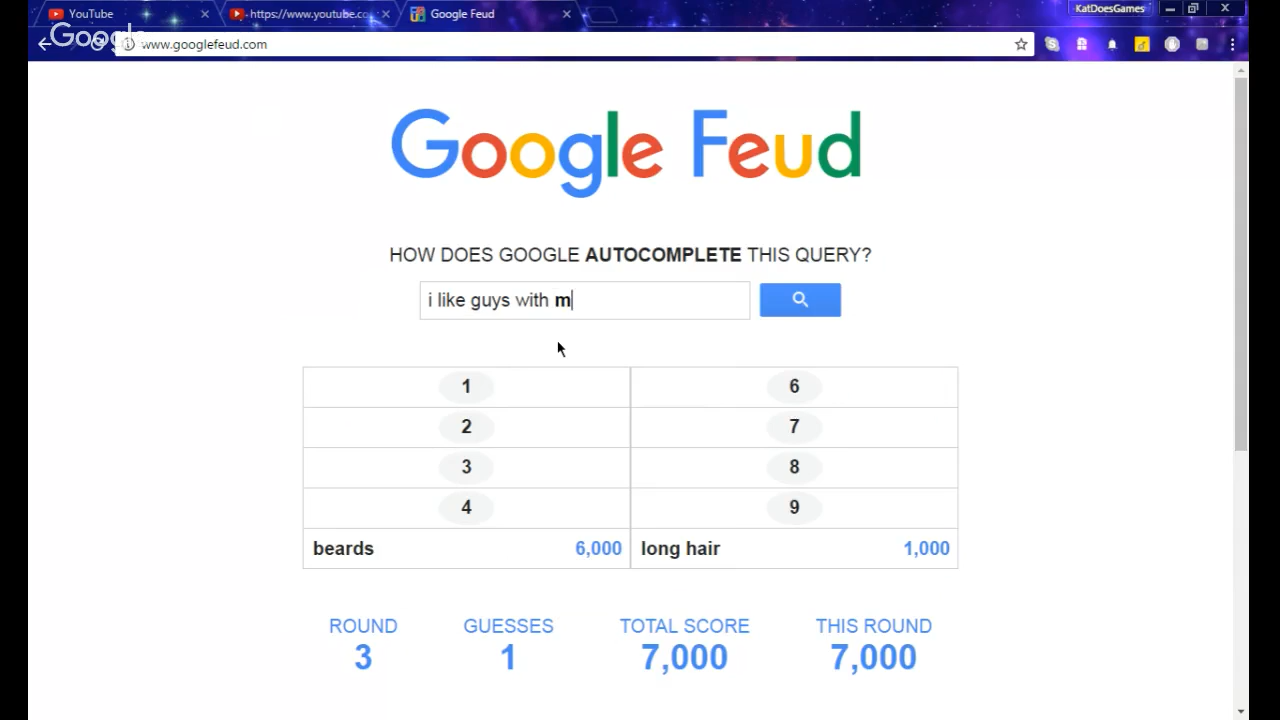 YouTube
https://www.youtube.co
Google Feud
KatDoesGames
Google
www.googlefeud.com
Google Feud
HOW DOES GOOGLE AUTOCOMPLETE THIS QUERY?
i like guys with m
1
6
2
7
3
8
4
9
beards 6,000
long hair 1,000
ROUND GUESSES TOTAL SCORE THIS ROUND
3 1 7,000 7,000